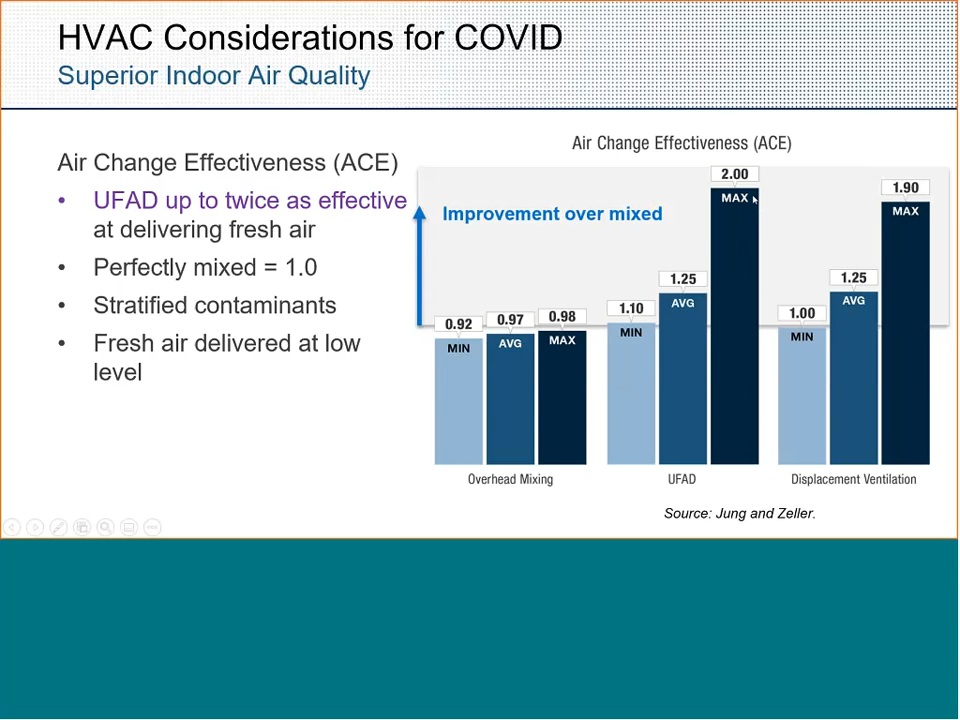 HVAC Considerations for COVID
Superior Indoor Air Quality
Air Change Effectiveness (ACE)
• UFAD up to twice as effective
at delivering fresh air
• Perfectly mixed = 1.0
• Stratified contaminants
• Fresh air delivered at low
level
Air Change Effectiveness (ACE)
Improvement over mixed
0.92
MIN
0.97
AVG
0.98
MAX
Overhead Mixing
1.10
MIN
1.25
AVG
2.00
MAX
UFAD
1.00
MIN
1.25
AVG
1.90
MAX
Displacement Ventilation
Source: Jung and Zeller.